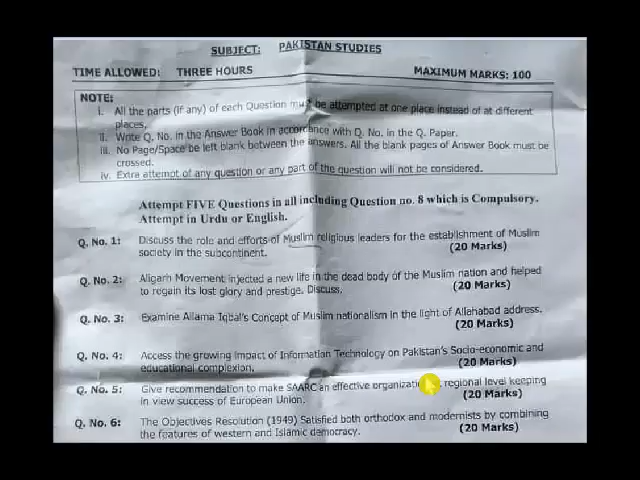 SUBJECT: PAKISTAN STUDIES
TIME ALLOWED: THREE HOURS MAXIMUM MARKS: 100
NOTE:
i. All the parts (if any) of each Question must be attempted at one place instead of at different
places.
ii. Write Q. No. in the Answer Book in accordance with Q. No. in the Q. Paper.
iii. No Page/Space be left blank between the answers. All the blank pages of Answer Book must be
crossed.
iv. Extra attempt of any question or any part of the question will not be considered.
Attempt FIVE Questions in all including Question no. 8 which is Compulsory.
Attempt in Urdu or English.
Q. No. 1: Discuss the role and efforts of Muslim religious leaders for the establishment of Muslim
society in the subcontinent. (20 Marks)
Q. No. 2: Aligarh Movement injected a new life in the dead body of the Muslim nation and helped
to regain its lost glory and prestige. Discuss. (20 Marks)
Q. No. 3: Examine Allama Iqbal's Concept of Muslim nationalism in the light of Allahabad address.
(20 Marks)
Q. No. 4: Access the growing impact of Information Technology on Pakistan's Socio-economic and
educational complexion. (20 Marks)
Q. No. 5: Give recommendation to make SAARC an effective organizatio regional level keeping
in view success of European Union. (20 Marks)
Q. No. 6: The Objectives Resolution (1949) Satisfied both orthodox and modernists by combining
the features of western and Islamic democracy. (20 Marks)